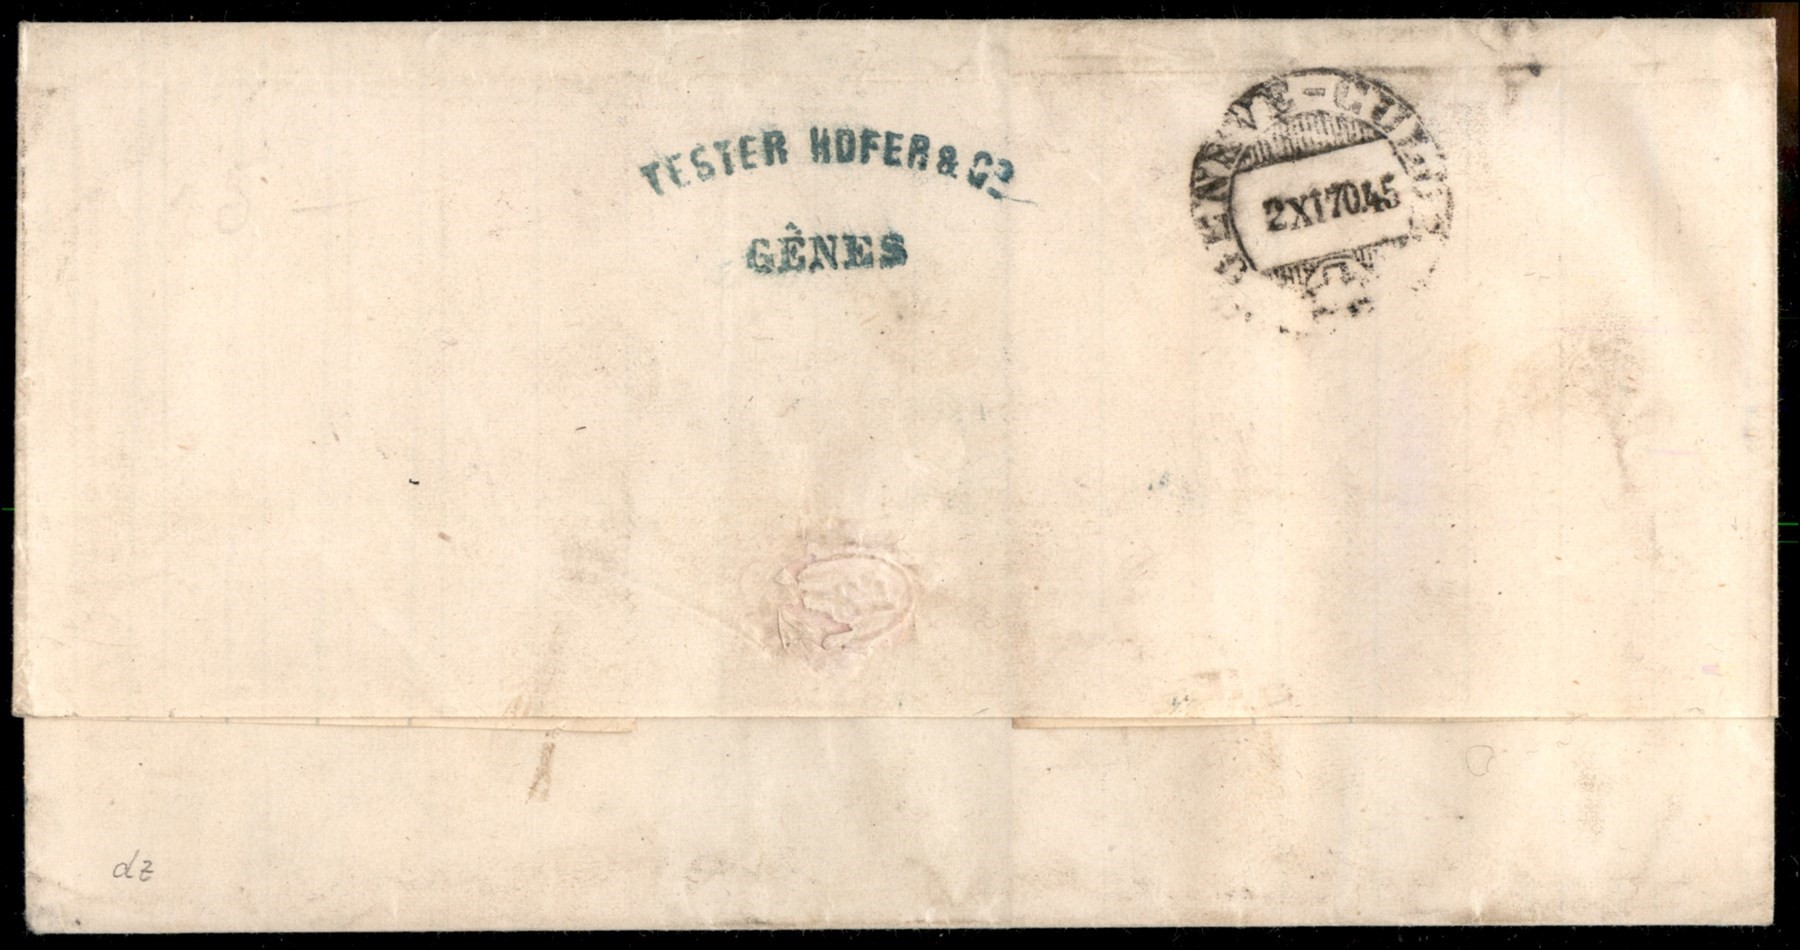 TESTER HOFER & Cº
GÊNES
2 XI 70.45
dz